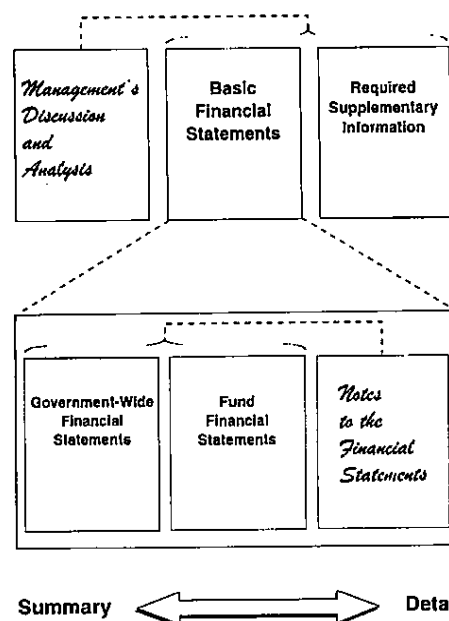 Management's
Discussion
and
Analysis
Basic
Financial
Statements
Required
Supplementary
Information
Government-Wide
Financial
Statements
Fund
Financial
Statements
Notes
to the
Financial
Statements
Summary
Deta